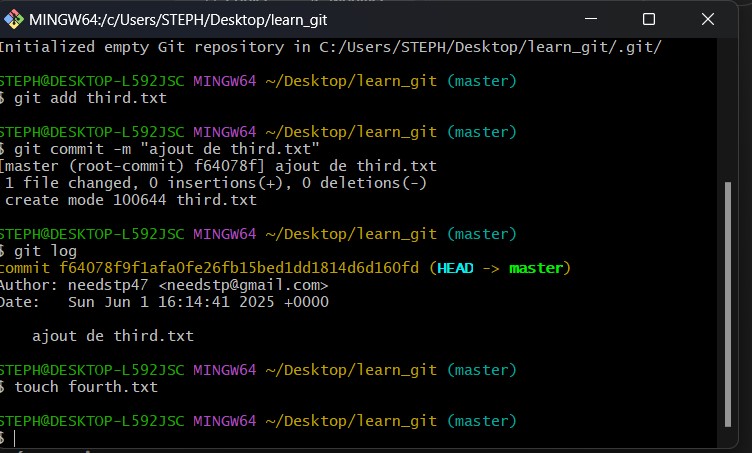 MINGW64:/c/Users/STEPH/Desktop/learn_git
Initialized empty Git repository in C:/Users/STEPH/Desktop/learn_git/.git/
STEPH@DESKTOP-L592JSC MINGW64 ~/Desktop/learn_git (master)
$ git add third.txt
STEPH@DESKTOP-L592JSC MINGW64 ~/Desktop/learn_git (master)
$ git commit -m "ajout de third.txt"
[master (root-commit) f64078f] ajout de third.txt
1 file changed, 0 insertions(+), 0 deletions(-)
create mode 100644 third.txt
STEPH@DESKTOP-L592JSC MINGW64 ~/Desktop/learn_git (master)
$ git log
commit f64078f9f1afa0fe26fb15bed1dd1814d6d160fd (HEAD -> master)
Author: needstp47 <needstp@gmail.com>
Date:   Sun Jun 1 16:14:41 2025 +0000
ajout de third.txt
STEPH@DESKTOP-L592JSC MINGW64 ~/Desktop/learn_git (master)
$ touch fourth.txt
STEPH@DESKTOP-L592JSC MINGW64 ~/Desktop/learn_git (master)
$